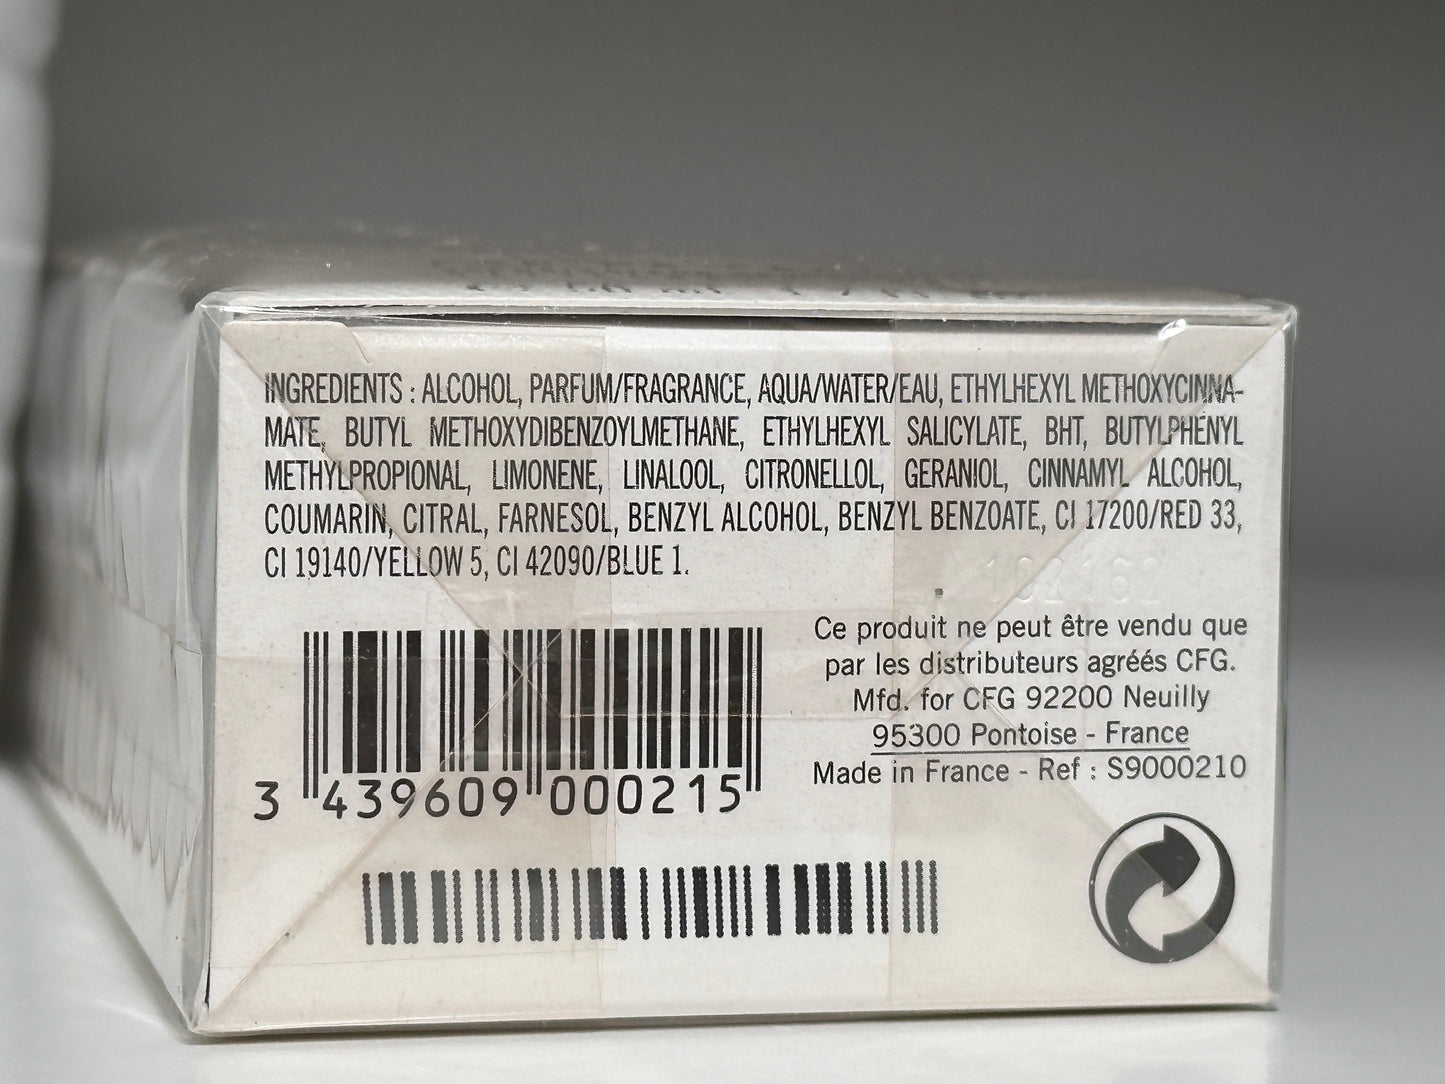 INGREDIENTS : ALCOHOL, PARFUM/FRAGRANCE, AQUA/WATER/EAU, ETHYLHEXYL METHOXYCINNA-
MATE, BUTYL METHOXYDIBENZOYLMETHANE, ETHYLHEXYL SALICYLATE, BHT, BUTYLPHENYL
METHYLPROPIONAL, LIMONENE, LINALOOL, CITRONELLOL, GERANIOL, CINNAMYL ALCOHOL,
COUMARIN, CITRAL, FARNESOL, BENZYL ALCOHOL, BENZYL BENZOATE, CI 17200/RED 33,
CI 19140/YELLOW 5, CI 42090/BLUE 1.
Ce produit ne peut être vendu que
par les distributeurs agréés CFG.
Mfd. for CFG 92200 Neuilly
95300 Pontoise - France
Made in France - Ref : S9000210
3 439609 000215